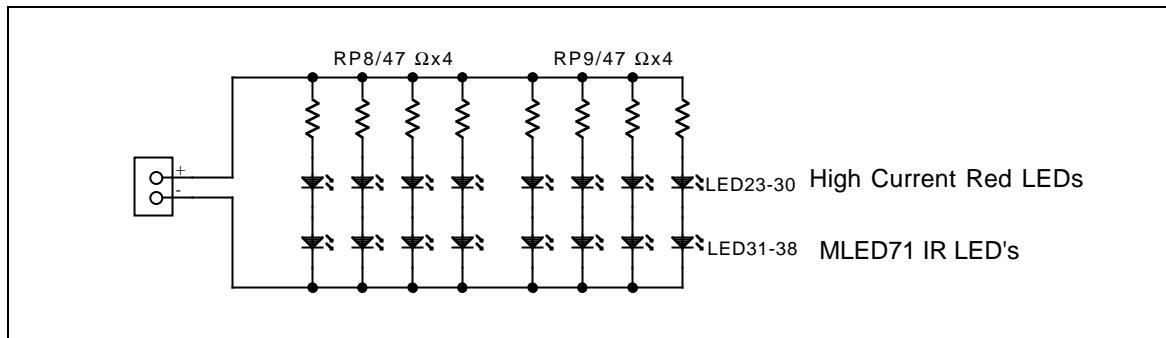 RP8/47 Ωx4 RP9/47 Ωx4
+
-
LED23-30 High Current Red LEDs
LED31-38 MLED71 IR LED's